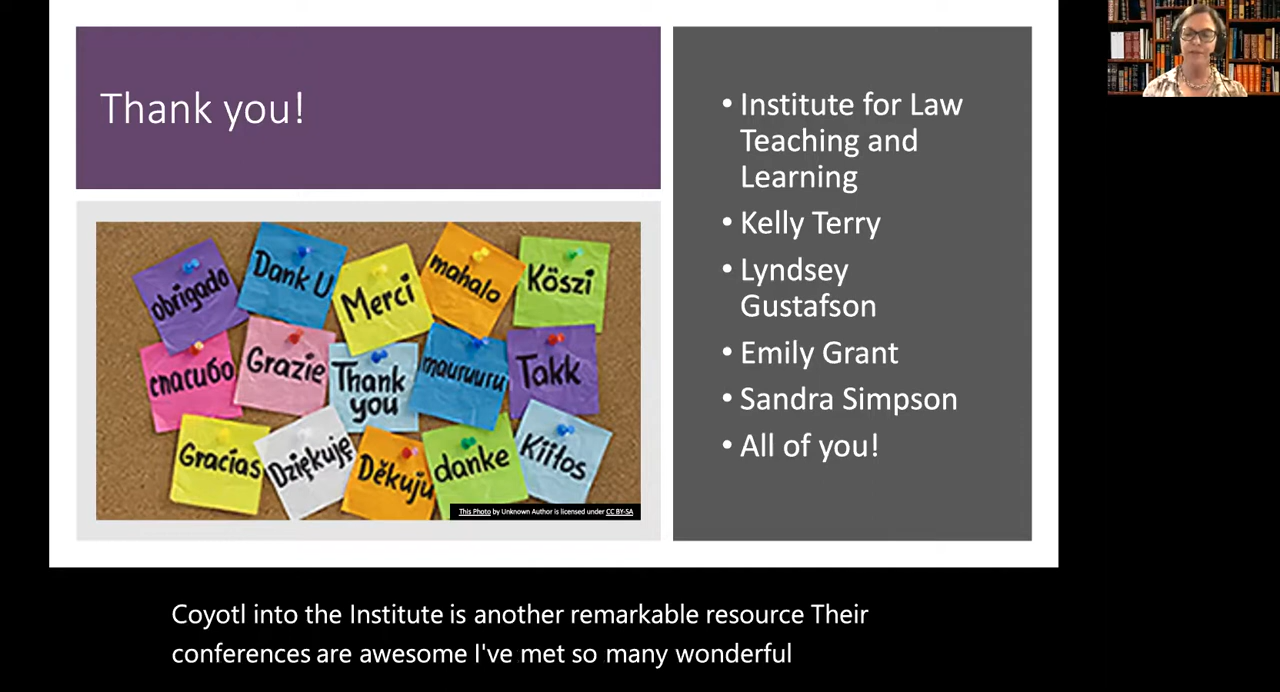 Thank you!
obrigado
Dank U
Merci
mahalo
Köszi
спасибо
Grazie
Thank
you
mauruuru
Takk
Gracias
Dziękuję
Děkuju
danke
Kiitos
This Photo by Unknown Author is licensed under CC BY-SA
• Institute for Law
Teaching and
Learning
• Kelly Terry
• Lyndsey
Gustafson
• Emily Grant
• Sandra Simpson
• All of you!
Coyotl into the Institute is another remarkable resource Their
conferences are awesome I've met so many wonderful